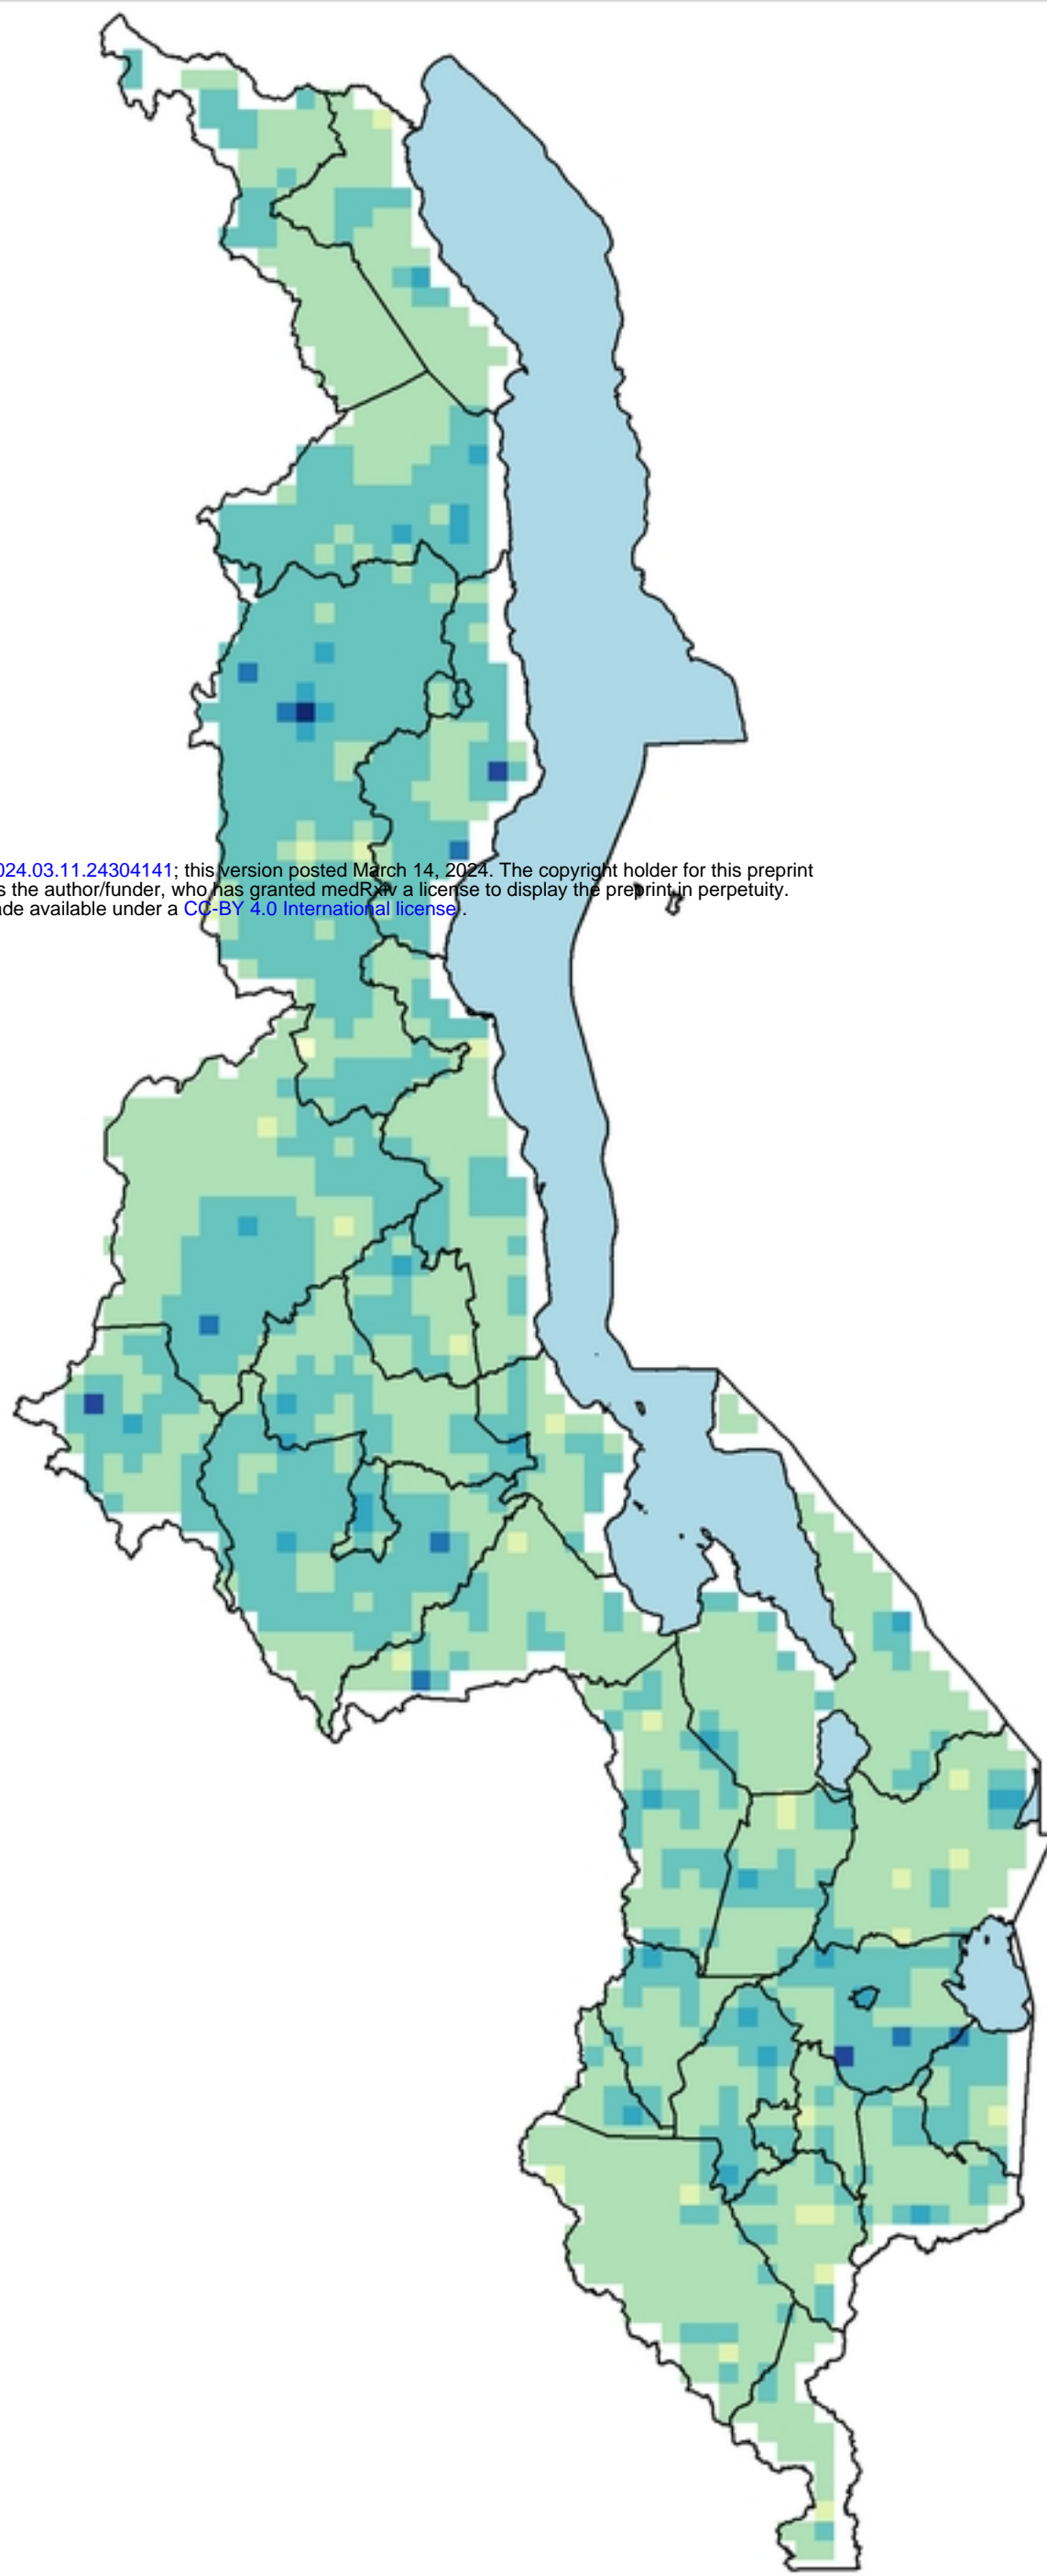 024.03.11.24304141; this version posted March 14, 2024. The copyright holder for this preprint
s the author/funder, who has granted medRxiv a license to display the preprint in perpetuity.
de available under a CC-BY 4.0 International license .